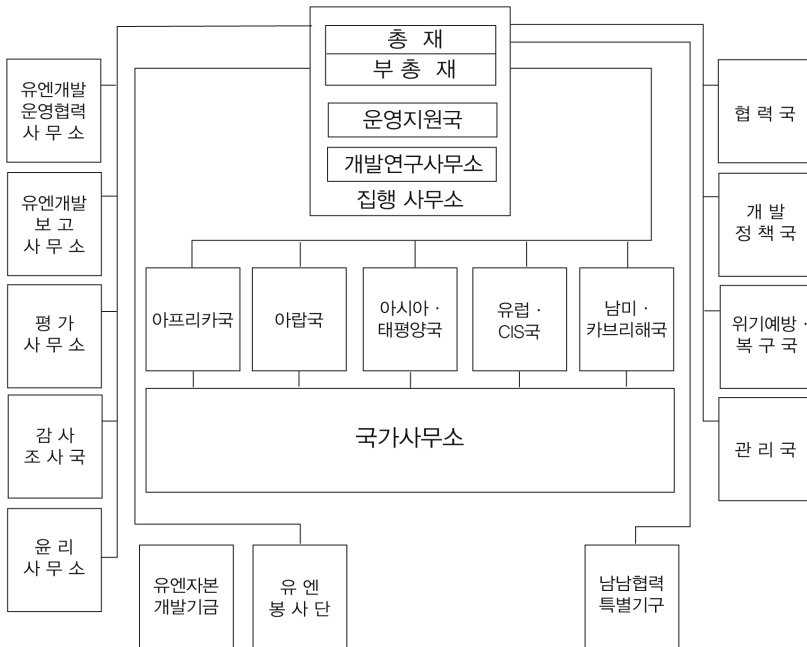 총 재
부 총 재
운영지원국
개발연구사무소
집행 사무소
유엔개발
운영협력
사 무 소
유엔개발
보 고
사 무 소
평 가
사 무 소
감 사
조 사 국
윤 리
사 무 소
협 력 국
개 발
정 책 국
위기예방 ·
복 구 국
관 리 국
아프리카국
아랍국
아시아 ·
태평양국
유럽 ·
CIS국
남미 ·
카브리해국
국가사무소
유엔자본
개발기금
유 엔
봉 사 단
남남협력
특별기구